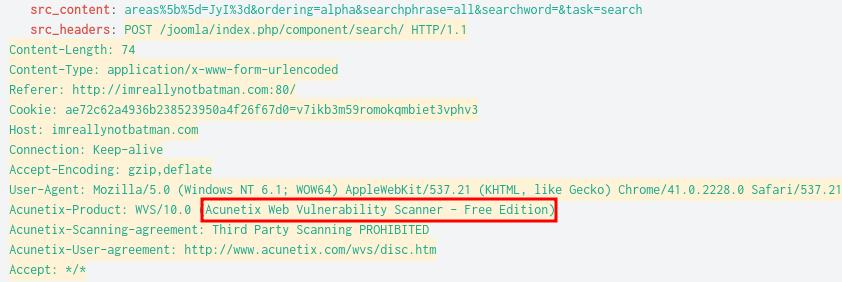 src_content: areas%5b%5d=JyI%3d&ordering=alpha&searchphrase=all&searchword=&task=search
src_headers: POST /joomla/index.php/component/search/ HTTP/1.1
Content-Length: 74
Content-Type: application/x-www-form-urlencoded
Referer: http://imreallynotbatman.com:80/
Cookie: ae72c62a4936b238523950a4f26f67d0=v7ikb3m59romokqmbiet3vphv3
Host: imreallynotbatman.com
Connection: Keep-alive
Accept-Encoding: gzip,deflate
User-Agent: Mozilla/5.0 (Windows NT 6.1; WOW64) AppleWebKit/537.21 (KHTML, like Gecko) Chrome/41.0.2228.0 Safari/537.21
Acunetix-Product: WVS/10.0 (Acunetix Web Vulnerability Scanner - Free Edition)
Acunetix-Scanning-agreement: Third Party Scanning PROHIBITED
Acunetix-User-agreement: http://www.acunetix.com/wvs/disc.htm
Accept: */*